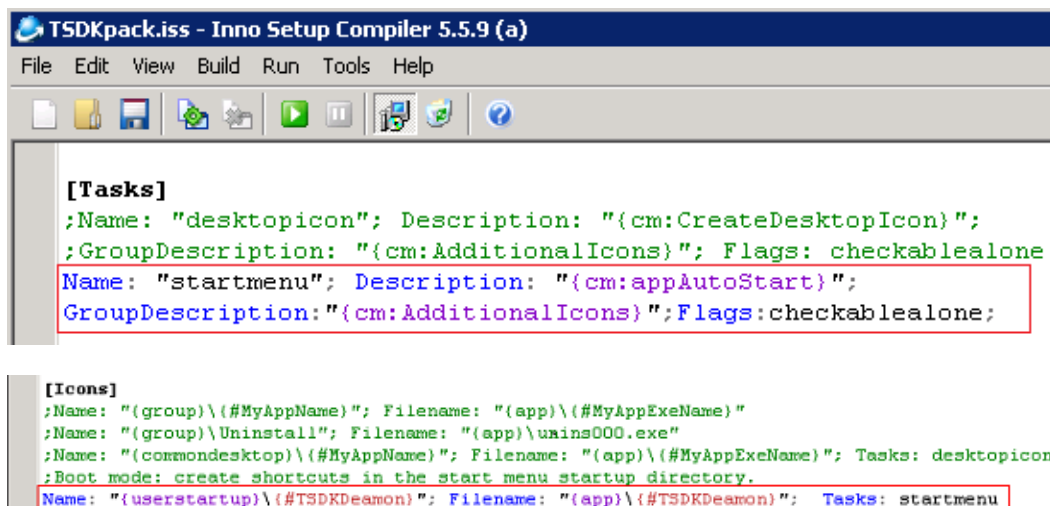 TSDKpack.iss - Inno Setup Compiler 5.5.9 (a)
File Edit View Build Run Tools Help
[Tasks]
;Name: "desktopicon"; Description: "{cm:CreateDesktopIcon}";
;GroupDescription: "{cm:AdditionalIcons}"; Flags: checkablealone
Name: "startmenu"; Description: "{cm:appAutoStart}";
GroupDescription:"{cm:AdditionalIcons}";Flags:checkablealone;
[Icons]
;Name: "{group}\{#MyAppName}"; Filename: "{app}\{#MyAppExeName}"
;Name: "{group}\Uninstall"; Filename: "{app}\unins000.exe"
;Name: "{commondesktop}\{#MyAppName}"; Filename: "{app}\{#MyAppExeName}"; Tasks: desktopicon
;Boot mode: create shortcuts in the start menu startup directory.
Name: "{userstartup}\{#TSDKDeamon}"; Filename: "{app}\{#TSDKDeamon}"; Tasks: startmenu